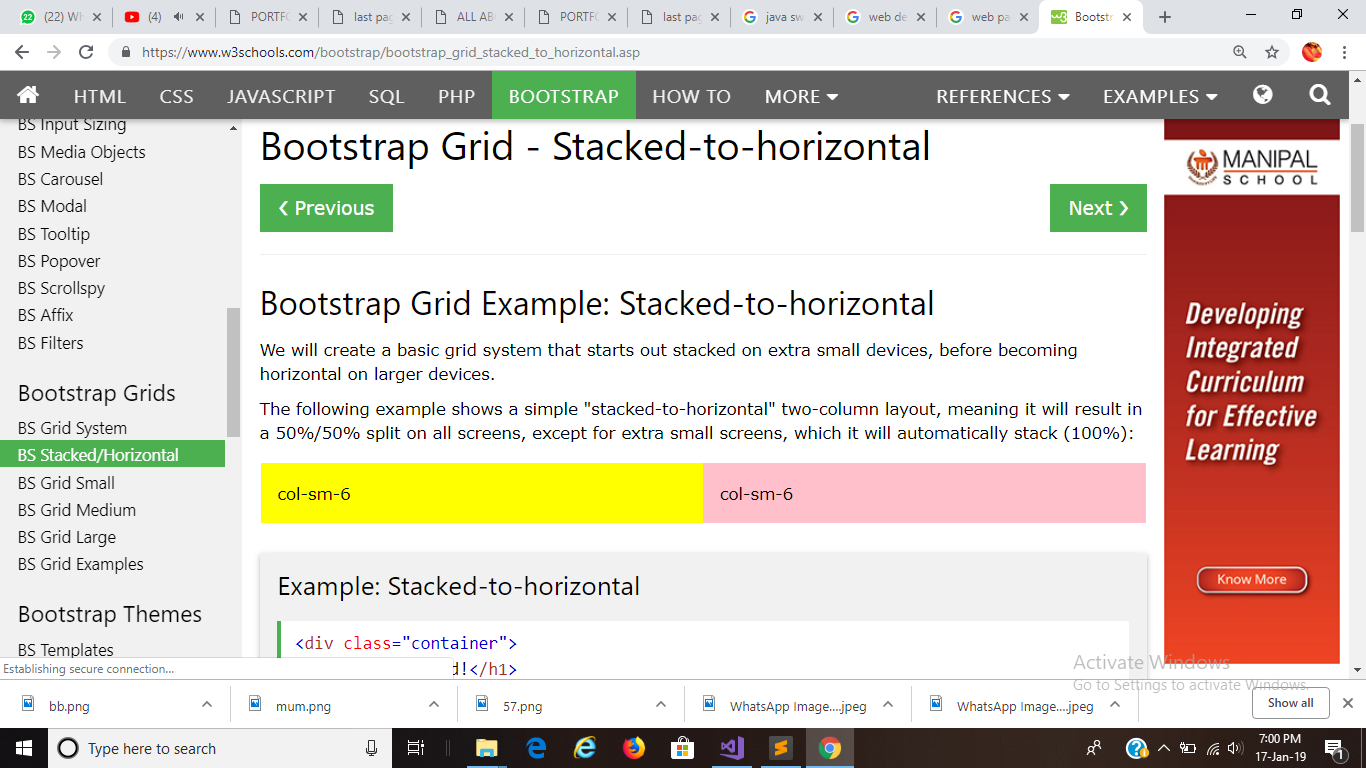 (22) Wh
(4)
PORTFO
last pag
ALL AB
PORTFO
last pag
java sw
web de
web pa
Bootstr
https://www.w3schools.com/bootstrap/bootstrap_grid_stacked_to_horizontal.asp
HTML CSS JAVASCRIPT SQL PHP BOOTSTRAP HOW TO MORE REFERENCES EXAMPLES
BS Input Sizing
BS Media Objects
BS Carousel
BS Modal
BS Tooltip
BS Popover
BS Scrollspy
BS Affix
BS Filters
Bootstrap Grids
BS Grid System
BS Stacked/Horizontal
BS Grid Small
BS Grid Medium
BS Grid Large
BS Grid Examples
Bootstrap Themes
BS Templates
Establishing secure connection...
Bootstrap Grid - Stacked-to-horizontal
❮ Previous
Next ❯
Bootstrap Grid Example: Stacked-to-horizontal
We will create a basic grid system that starts out stacked on extra small devices, before becoming
horizontal on larger devices.
The following example shows a simple "stacked-to-horizontal" two-column layout, meaning it will result in
a 50%/50% split on all screens, except for extra small screens, which it will automatically stack (100%):
col-sm-6
col-sm-6
Example: Stacked-to-horizontal
<div class="container">
d!</h1>
MANIPAL
SCHOOL
Developing
Integrated
Curriculum
for Effective
Learning
Know More
Activate Windows
Go to Settings to activate Windows.
bb.png
mum.png
57.png
WhatsApp Image....jpeg
WhatsApp Image....jpeg
Show all
Type here to search
7:00 PM
17-Jan-19
1